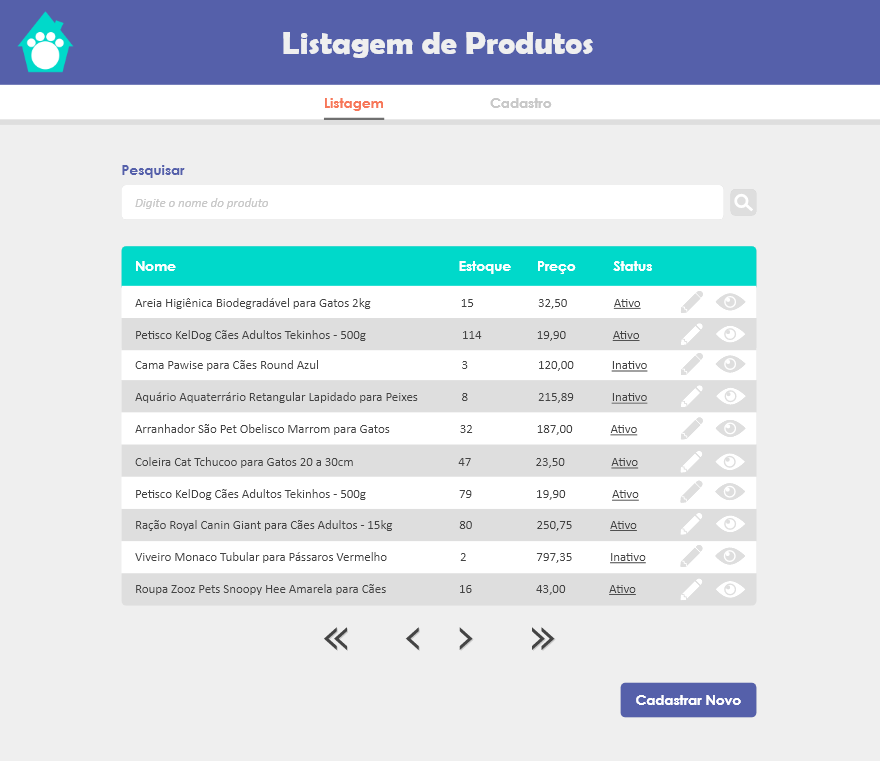 Listagem de Produtos
Listagem Cadastro
Pesquisar
Digite o nome do produto
Nome Estoque Preço Status
Areia Higiênica Biodegradável para Gatos 2kg 15 32,50 Ativo
Petisco KelDog Cães Adultos Tekinhos - 500g 114 19,90 Ativo
Cama Pawise para Cães Round Azul 3 120,00 Inativo
Aquário Aquaterrário Retangular Lapidado para Peixes 8 215,89 Inativo
Arranhador São Pet Obelisco Marrom para Gatos 32 187,00 Ativo
Coleira Cat Tchucoo para Gatos 20 a 30cm 47 23,50 Ativo
Petisco KelDog Cães Adultos Tekinhos - 500g 79 19,90 Ativo
Ração Royal Canin Giant para Cães Adultos - 15kg 80 250,75 Ativo
Viveiro Monaco Tubular para Pássaros Vermelho 2 797,35 Inativo
Roupa Zooz Pets Snoopy Hee Amarela para Cães 16 43,00 Ativo
Cadastrar Novo